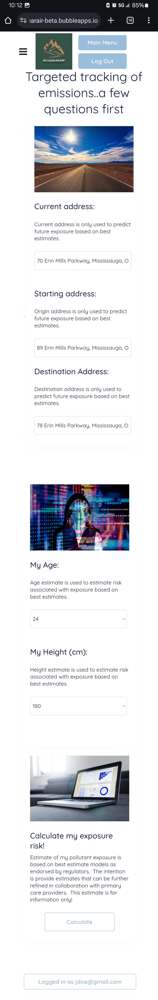 10:12
5G 85%
earair-beta.bubbleapps.io
10
MY CLEAR AIR APP
Main Menu
Log Out
Targeted tracking of
emissions..a few
questions first
Current address:
Current address is only used to predict
future exposure based on best
estimates.
70 Erin Mills Parkway, Mississauga, O
Starting address:
Origin address is only used to predict
future exposure based on best
estimates.
89 Erin Mills Parkway, Mississauga, O
Destination Address:
Destination address is only used to
predict future exposure based on best
estimates.
78 Erin Mills Parkway, Mississauga, O
My Age:
Age estimate is used to estimate risk
associated with exposure based on
best estimates.
24
My Height (cm):
Height estimate is used to estimate risk
associated with exposure based on
best estimates.
180
Calculate my exposure
risk!
Estimate of my pollutant exposure is
based on best estimate models as
endorsed by regulators. The intention
is provide estimates that can be further
refined in collaboration with primary
care providers. This estimate is for
information only!
Calculate
Logged in as jdoe@gmail.com